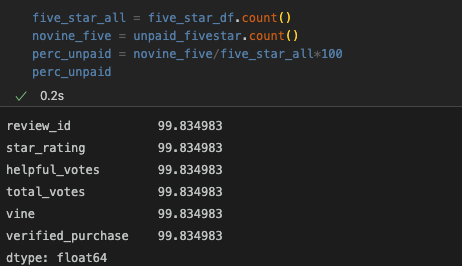 five_star_all = five_star_df.count()
novine_five = unpaid_fivestar.count()
perc_unpaid = novine_five/five_star_all*100
perc_unpaid
✓ 0.2s
review_id 99.834983
star_rating 99.834983
helpful_votes 99.834983
total_votes 99.834983
vine 99.834983
verified_purchase 99.834983
dtype: float64